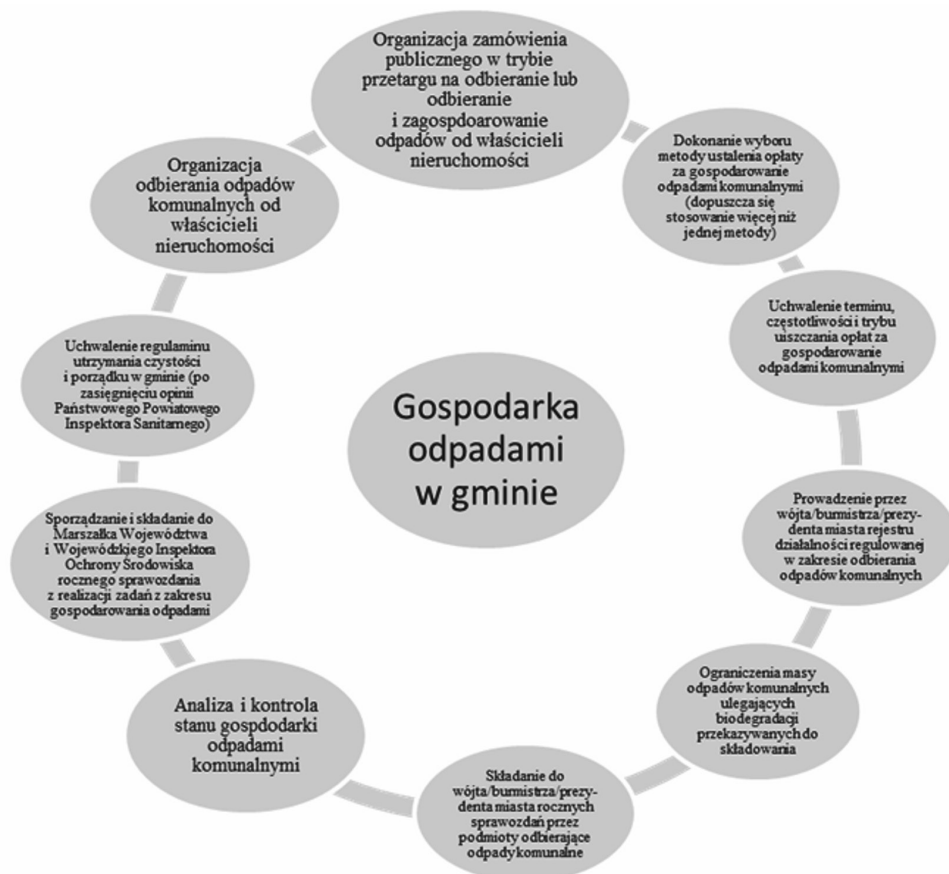 Organizacja zamówienia
publicznego w trybie
przetargu na odbieranie lub
odbieranie
i zagospdoarowanie
odpadów od właścicieli
nieruchomości
Dokonanie wyboru
metody ustalenia opłaty
za gospodarowanie
odpadami komunalnymi
(dopuszcza się
stosowanie więcej niż
jednej metody)
Uchwalenie terminu,
częstotliwości i trybu
uiszczania opłat za
gospodarowanie
odpadami komunalnymi
Prowadzenie przez
wójta/burmistrza/prezy-
denta miasta rejestru
działalności regulowanej
w zakresie odbierania
odpadów komunalnych
Ograniczenia masy
odpadów komunalnych
ulegających
biodegradacji
przekazywanych do
składowania
Składanie do
wójta/burmistrza/prezy-
denta miasta rocznych
sprawozdań przez
podmioty odbierające
odpady komunalne
Analiza i kontrola
stanu gospdodarki
odpadami
komunalnymi
Sporządzanie i składanie do
Marszałka Województwa
i Wojewódzkiego Inspektora
Ochrony Środowiska
rocznego sprawozdania
z realizacji zadań z zakresu
gospodarowania odpadami
Uchwalenie regulaminu
utrzymania czystości
i porządku w gminie (po
zasięgnięciu opinii
Państwowego Powiatowego
Inspektora Sanitarnego)
Organizacja
odbierania odpadów
komunalnych od
właścicieli
nieruchomości
Gospodarka
odpadami
w gminie